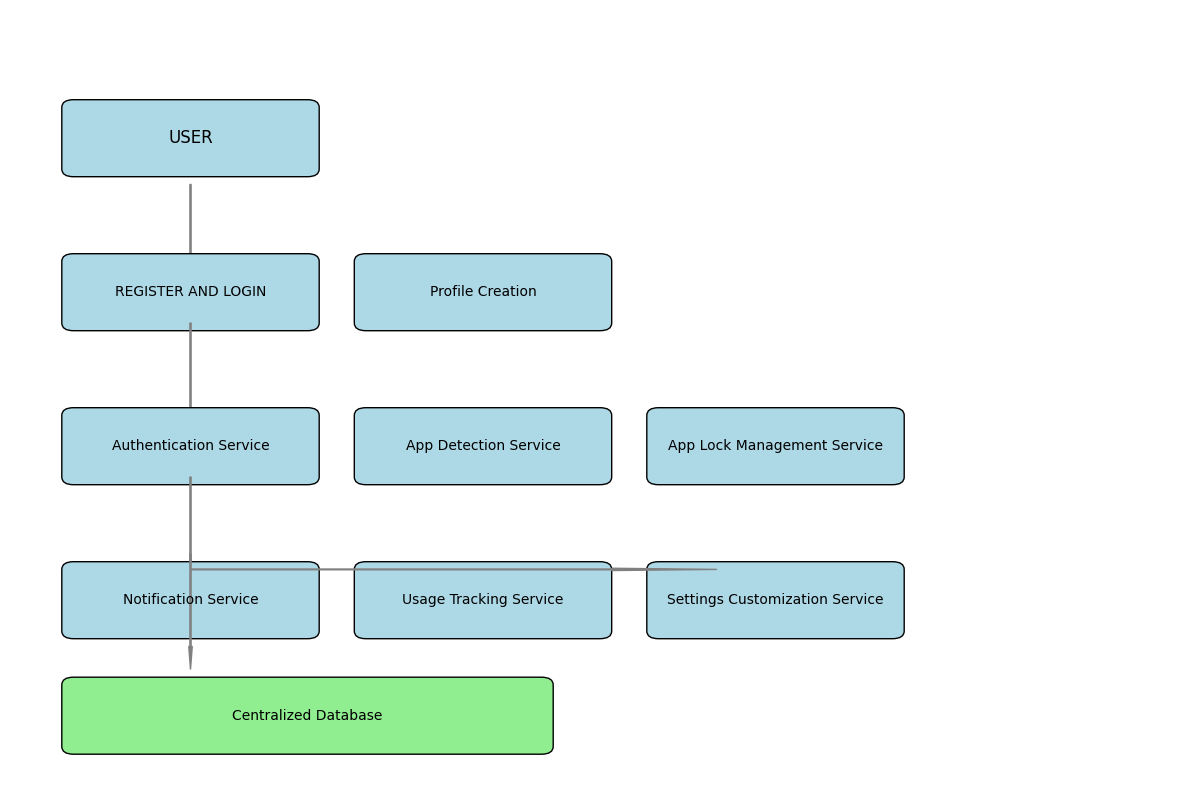 USER
REGISTER AND LOGIN
Profile Creation
Authentication Service
App Detection Service
App Lock Management Service
Notification Service
Usage Tracking Service
Settings Customization Service
Centralized Database